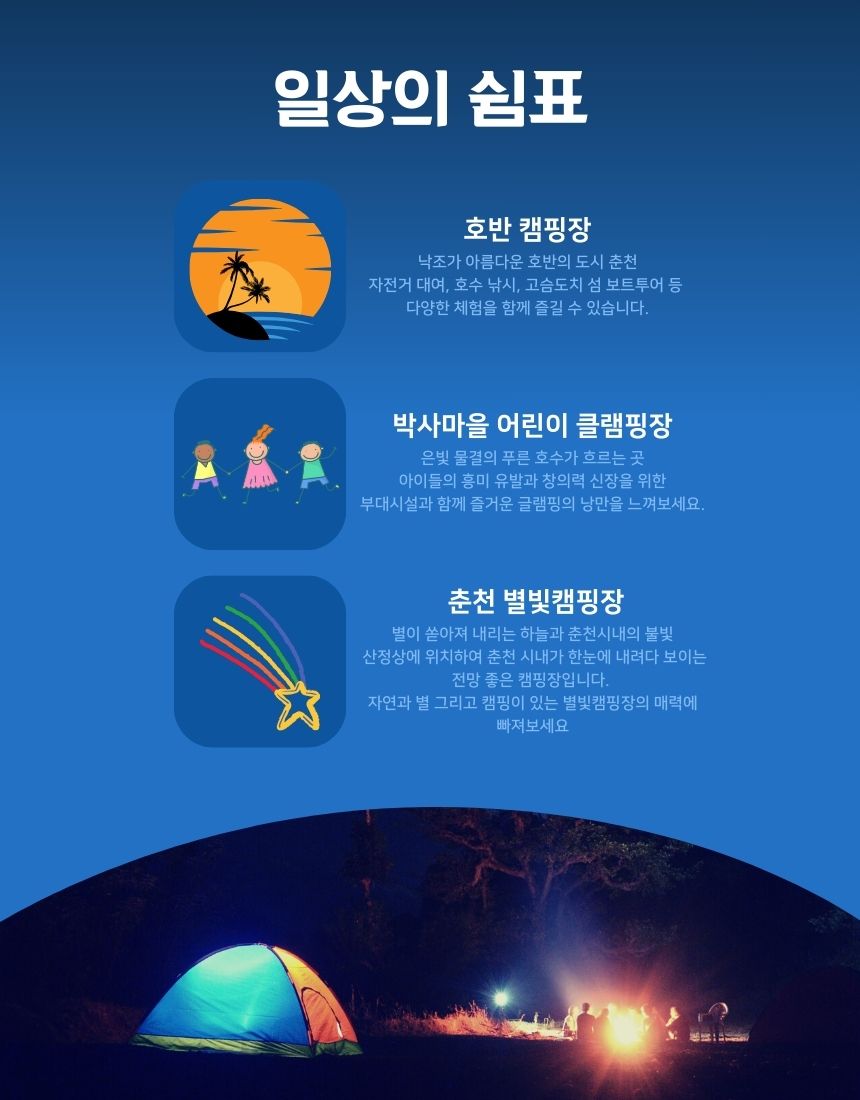 일상의 쉼표
호반 캠핑장
낙조가 아름다운 호반의 도시 춘천
자전거 대여, 호수 낚시, 고슴도치 섬 보트투어 등
다양한 체험을 함께 즐길 수 있습니다.
박사마을 어린이 클램핑장
은빛 물결의 푸른 호수가 흐르는 곳
아이들의 흥미 유발과 창의력 신장을 위한
부대시설과 함께 즐거운 글램핑의 낭만을 느껴보세요.
춘천 별빛캠핑장
별이 쏟아져 내리는 하늘과 춘천시내의 불빛
산정상에 위치하여 춘천 시내가 한눈에 내려다 보이는
전망 좋은 캠핑장입니다.
자연과 별 그리고 캠핑이 있는 별빛캠핑장의 매력에
빠져보세요